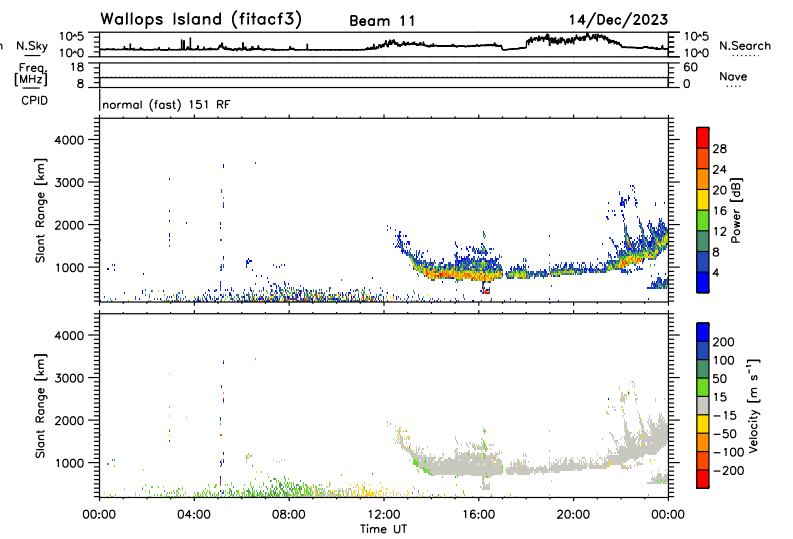 Wallops Island (fitacf3) Beam 11 14/Dec/2023
n N.Sky 10^5 10^0 10^5 10^0 N.Search
Freq. [MHz] 18 8 60 0 Nave
CPID normal (fast) 151 RF
Slant Range [km]
4000
3000
2000
1000
28
24
20
16
12
8
4
Power [dB]
Slant Range [km]
4000
3000
2000
1000
200
100
50
15
-15
-50
-100
-200
Velocity [m s^-1]
00:00 04:00 08:00 12:00 16:00 20:00 00:00
Time UT